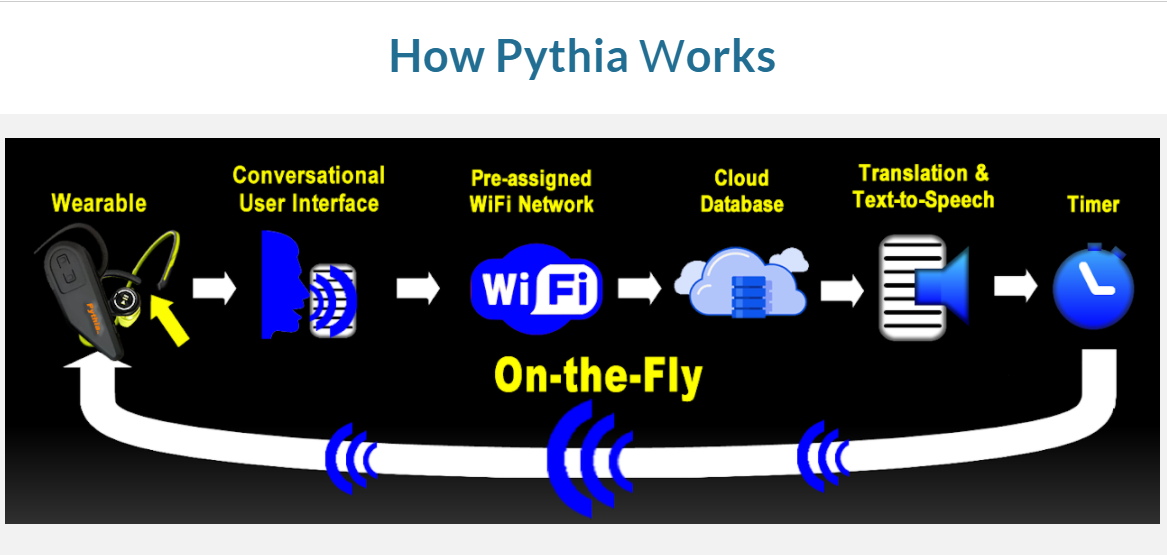 How Pythia Works
Wearable
Conversational
User Interface
Pre-assigned
WiFi Network
Cloud
Database
Translation &
Text-to-Speech
Timer
Pythia
WiFi
On-the-Fly